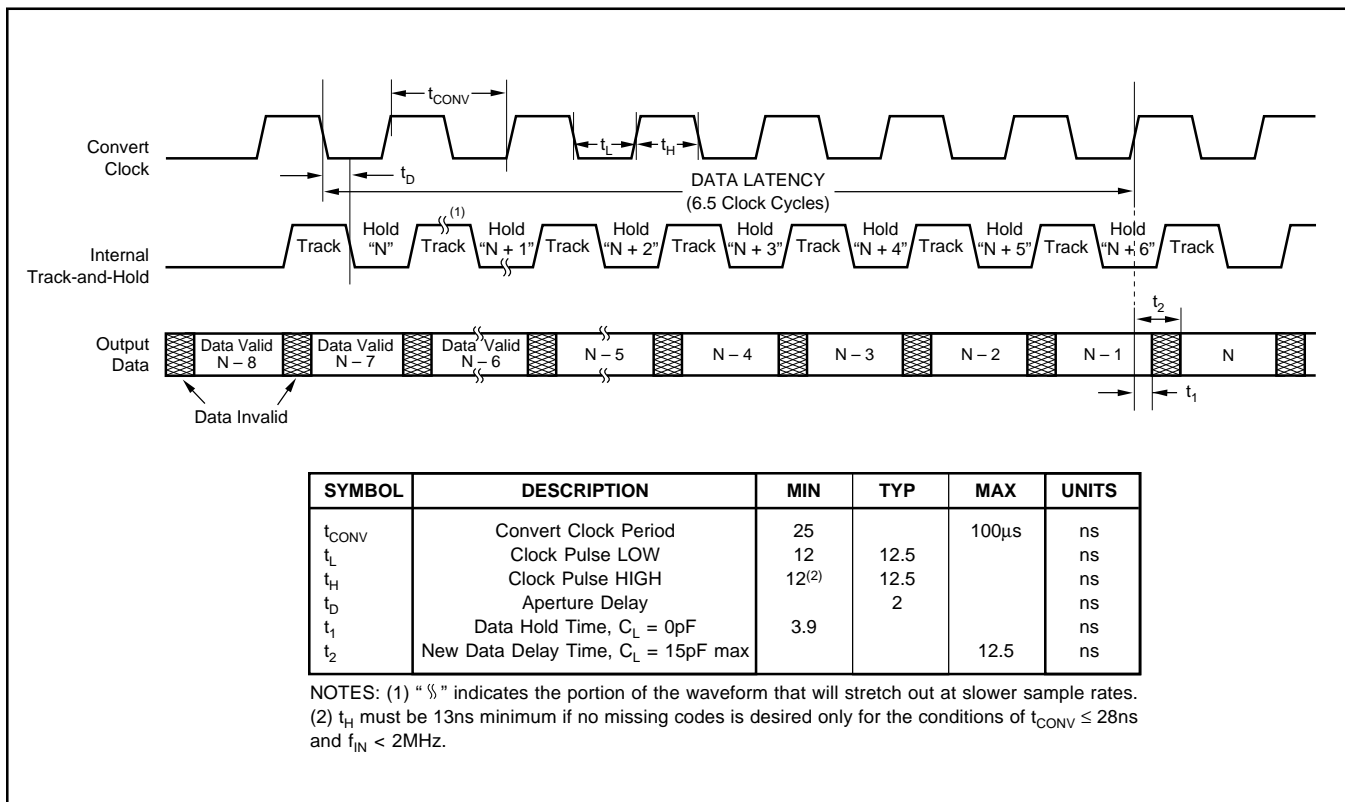 t_CONV
Convert
Clock
t_L
t_H
t_D
DATA LATENCY
(6.5 Clock Cycles)
(1)
Internal
Track-and-Hold
Track
Hold
“N”
Track
Hold
“N + 1”
Track
Hold
“N + 2”
Track
Hold
“N + 3”
Track
Hold
“N + 4”
Track
Hold
“N + 5”
Track
Hold
“N + 6”
Track
t_2
Output
Data
Data Valid
N – 8
Data Valid
N – 7
Data Valid
N – 6
N – 5
N – 4
N – 3
N – 2
N – 1
N
t_1
Data Invalid
SYMBOL DESCRIPTION MIN TYP MAX UNITS
t_CONV Convert Clock Period 25 100µs ns
t_L Clock Pulse LOW 12 12.5 ns
t_H Clock Pulse HIGH 12(2) 12.5 ns
t_D Aperture Delay 2 ns
t_1 Data Hold Time, C_L = 0pF 3.9 ns
t_2 New Data Delay Time, C_L = 15pF max 12.5 ns
NOTES: (1) “ ” indicates the portion of the waveform that will stretch out at slower sample rates.
(2) t_H must be 13ns minimum if no missing codes is desired only for the conditions of t_CONV ≤ 28ns
and f_IN < 2MHz.